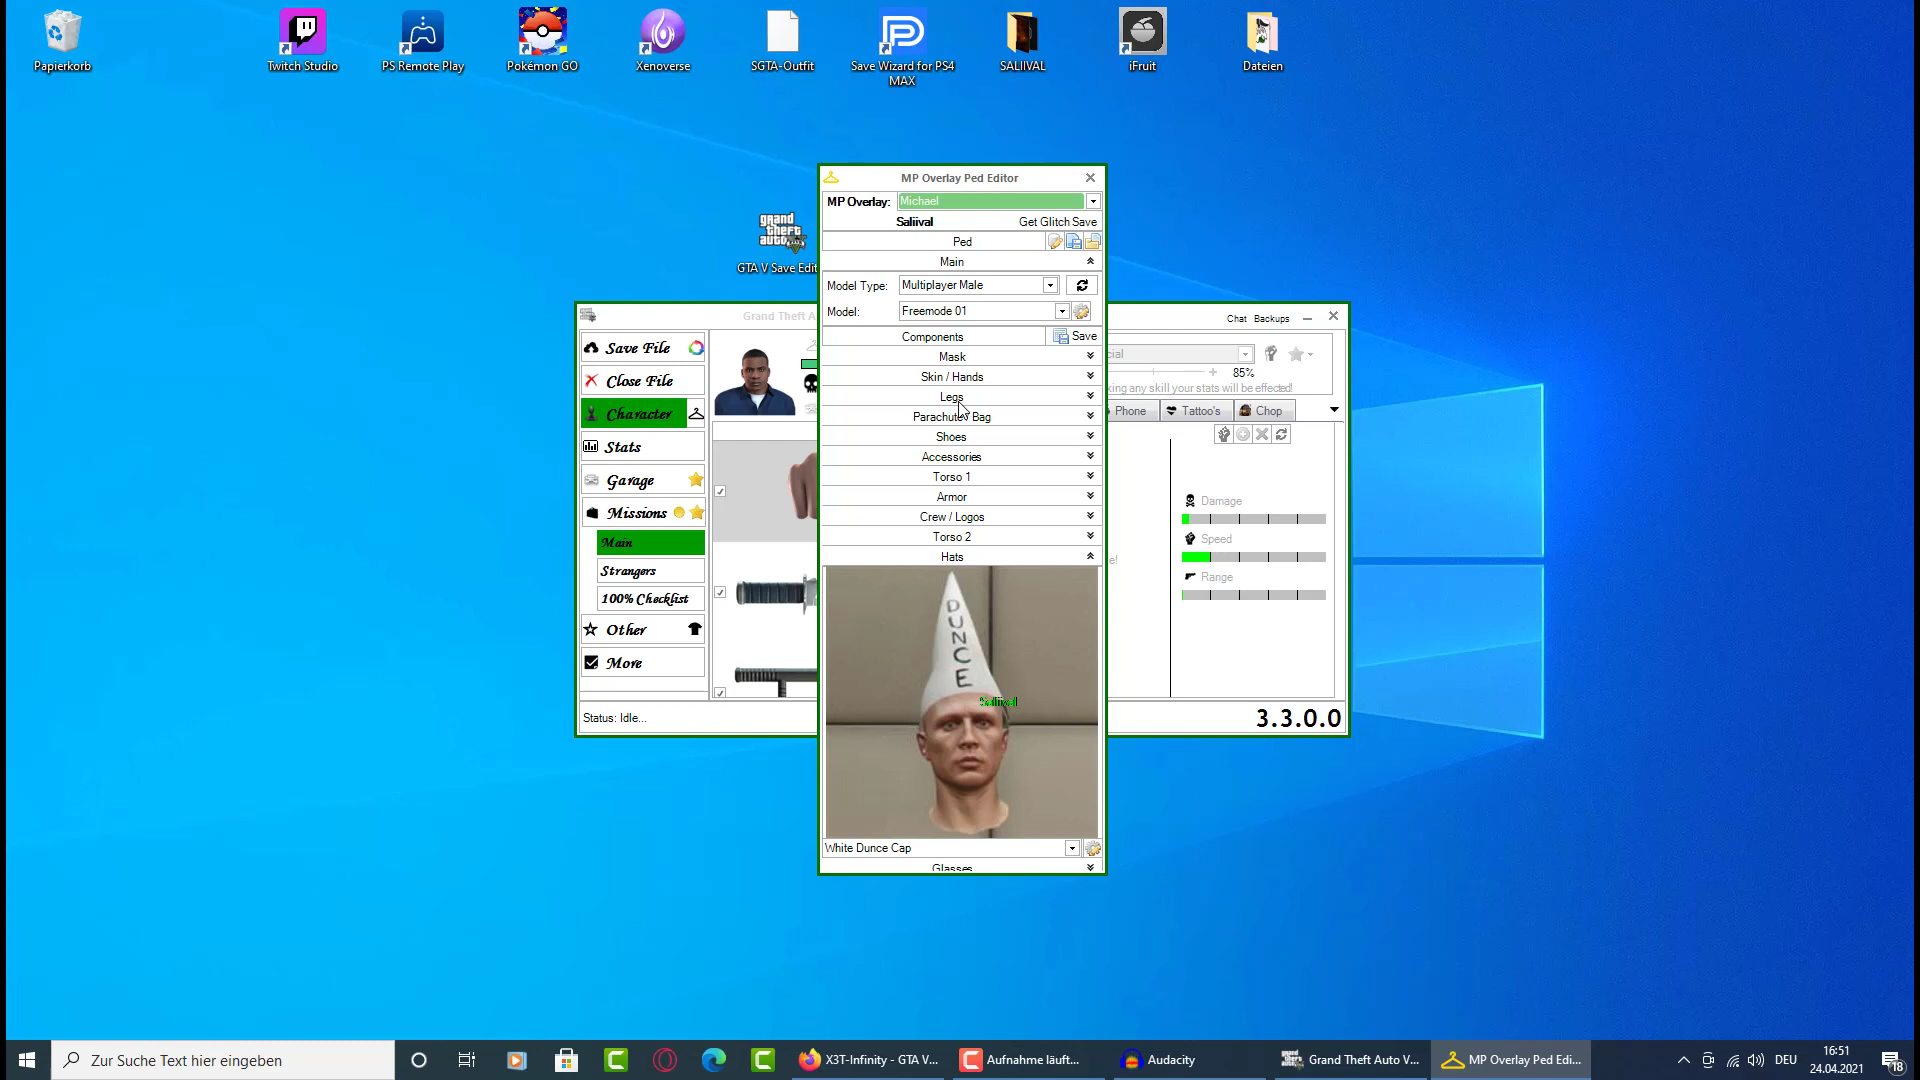 Papierkorb
Twitch Studio
PS Remote Play
Pokémon GO
Xenoverse
SGTA-Outfit
Save Wizard for PS4
MAX
SALIIVAL
iFruit
Dateien
grand
theft
auto
GTA V Save Edit
MP Overlay Ped Editor
MP Overlay:
Michael
Saliival
Get Glitch Save
Ped
Main
Model Type:
Multiplayer Male
Model:
Freemode 01
Components
Save
Mask
Skin / Hands
Legs
Parachute / Bag
Shoes
Accessories
Torso 1
Armor
Crew / Logos
Torso 2
Hats
DUNCE
Saliival
White Dunce Cap
Glasses
Grand Theft A
Chat
Backups
Save File
Close File
Character
Stats
Garage
Missions
Main
Strangers
100% Checklist
Other
More
Status: Idle...
cial
85%
king any skill your stats will be effected!
Phone
Tattoo's
Chop
e!
Damage
Speed
Range
3.3.0.0
Zur Suche Text hier eingeben
X3T-Infinity - GTA V...
Aufnahme läuft...
Audacity
Grand Theft Auto V...
MP Overlay Ped Edi...
DEU
16:51
24.04.2021
18